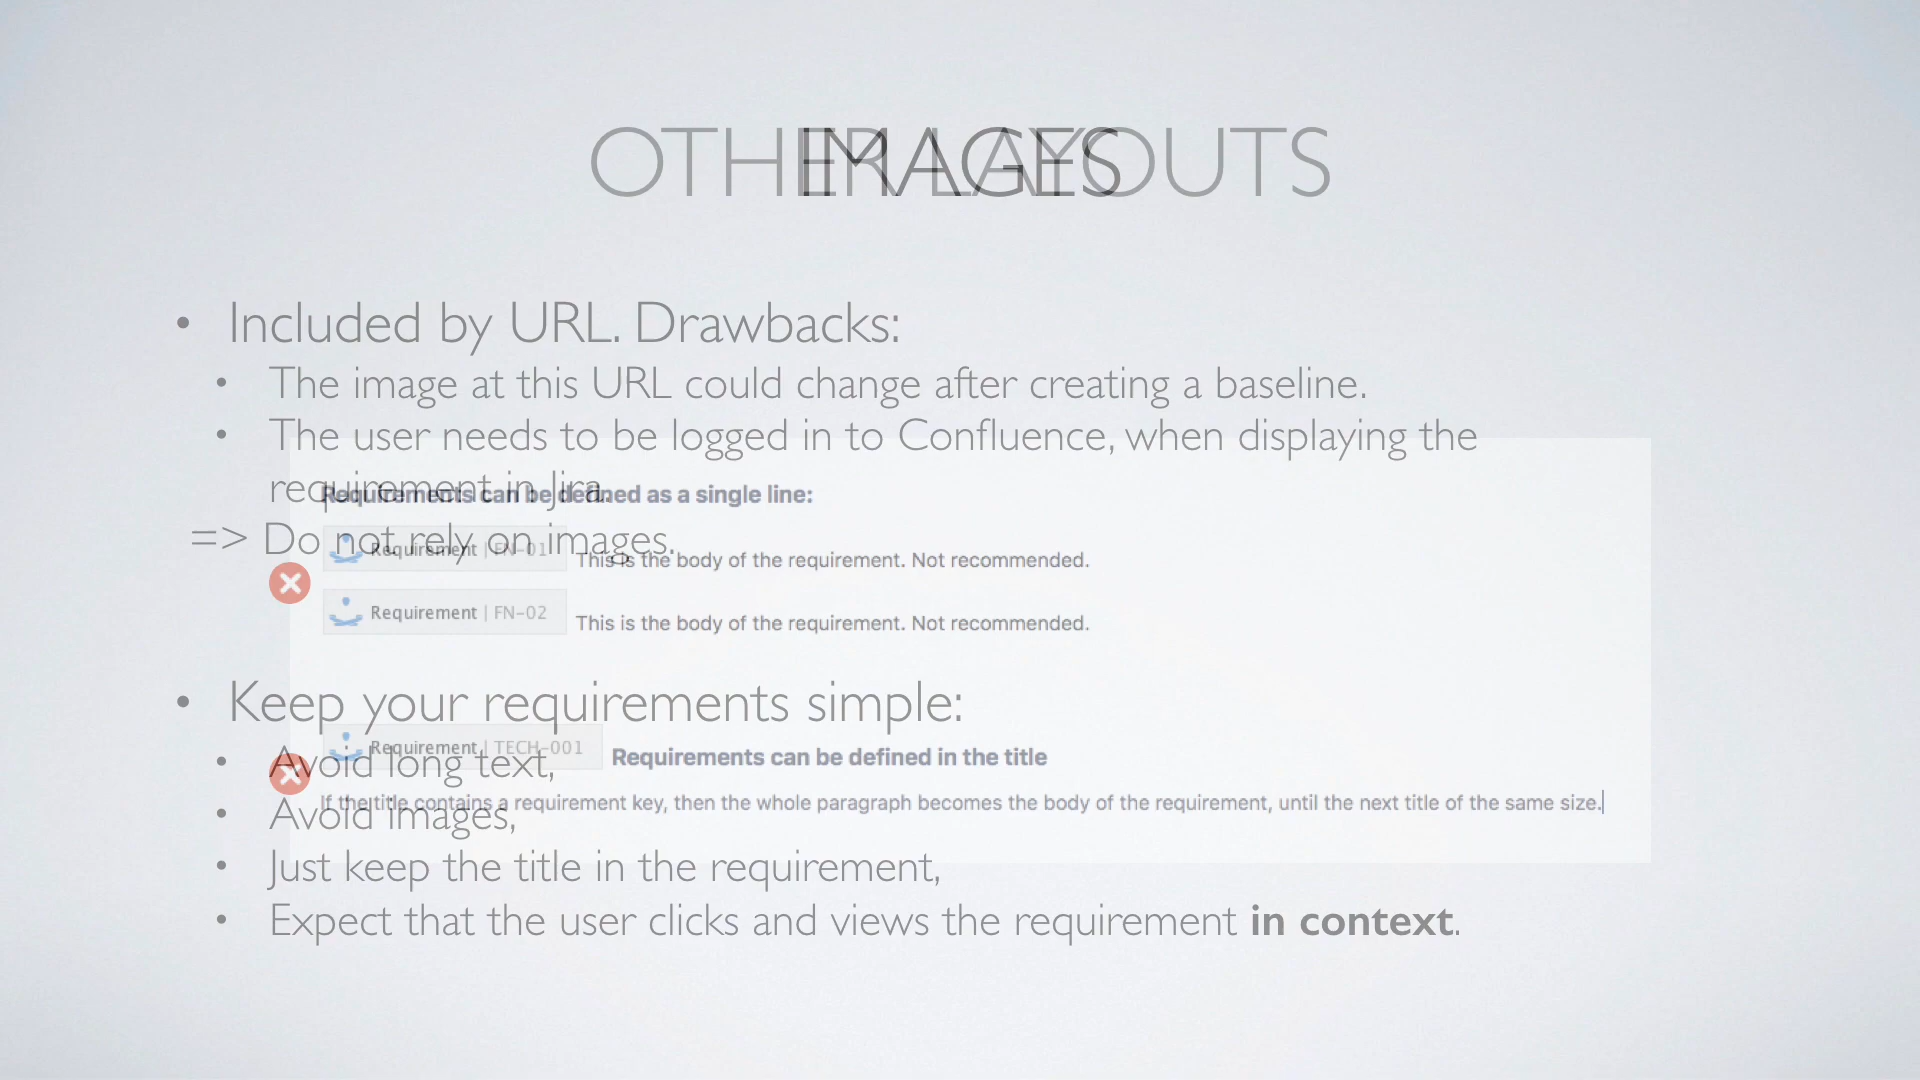 OTHER LAYOUTS
IMAGES
• Included by URL. Drawbacks:
• The image at this URL could change after creating a baseline.
• The user needs to be logged in to Confluence, when displaying the
requirement in Jira.
=> Do not rely on images.
Requirements can be defined as a single line:
Requirement | FN-01 This is the body of the requirement. Not recommended.
Requirement | FN-02 This is the body of the requirement. Not recommended.
• Keep your requirements simple:
• Avoid long text,
• Avoid images,
• Just keep the title in the requirement,
• Expect that the user clicks and views the requirement in context.
Requirement | TECH-001 Requirements can be defined in the title
If the title contains a requirement key, then the whole paragraph becomes the body of the requirement, until the next title of the same size.